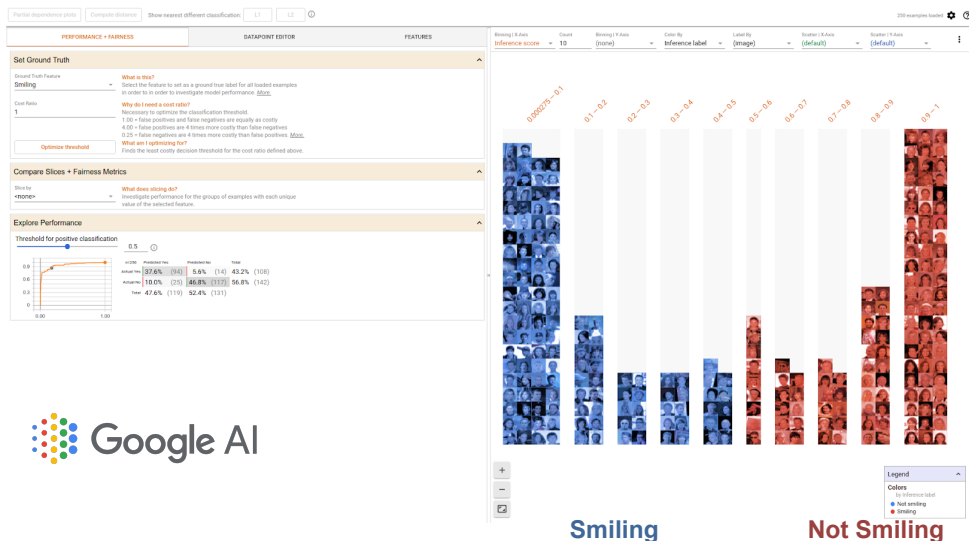 Partial dependence plots Compute distance Show nearest different classification: L1 L2
250 examples loaded
PERFORMANCE + FAIRNESS DATAPOINT EDITOR FEATURES
Set Ground Truth
Ground Truth Feature
Smiling
What is this?
Select the feature to set as a ground true label for all loaded examples
in order to in order to investigate model performance. More.
Cost Ratio
1
Why do I need a cost ratio?
Necessary to optimize the classification threshold.
1.00 = false positives and false negatives are equally as costly
4.00 = false positives are 4 times more costly than false negatives
0.25 = false negatives are 4 times more costly than false positives More.
Optimize threshold
What am I optimizing for?
Finds the least costly decision threshold for the cost ratio defined above.
Compare Slices + Fairness Metrics
Slice by
<none>
What does slicing do?
Investigate performance for the groups of examples with each unique
value of the selected feature.
Explore Performance
Threshold for positive classification 0.5
Predicted Yes Predicted No Total
Actual Yes 37.6% (94) 5.6% (14) 43.2% (108)
Actual No 10.0% (25) 46.8% (117) 56.8% (142)
Total 47.6% (119) 52.4% (131)
0.9
0.6
0.3
0
0.00 1.00
Google AI
Binning | X-Axis Count Binning | Y-Axis Color By Label By Scatter | X-Axis Scatter | Y-Axis
Inference score 10 (none) Inference label (image) (default) (default)
0.000275 – 0.1 0.1 – 0.2 0.2 – 0.3 0.3 – 0.4 0.4 – 0.5 0.5 – 0.6 0.6 – 0.7 0.7 – 0.8 0.8 – 0.9 0.9 – 1
Legend
Colors
by Inference label
Not smiling
Smiling
Smiling Not Smiling